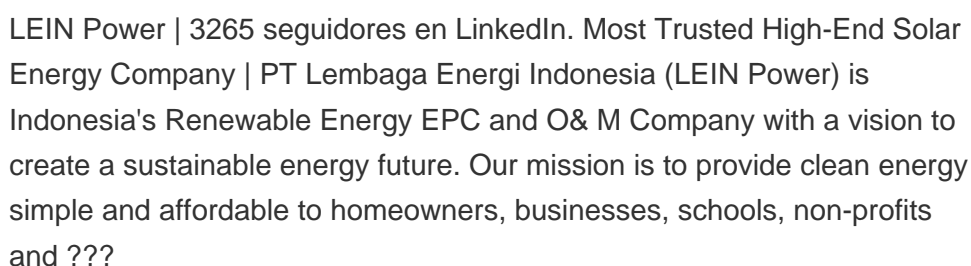 LEIN Power | 3265 seguidores en LinkedIn. Most Trusted High-End Solar
Energy Company | PT Lembaga Energi Indonesia (LEIN Power) is
Indonesia's Renewable Energy EPC and O& M Company with a vision to
create a sustainable energy future. Our mission is to provide clean energy
simple and affordable to homeowners, businesses, schools, non-profits
and ???